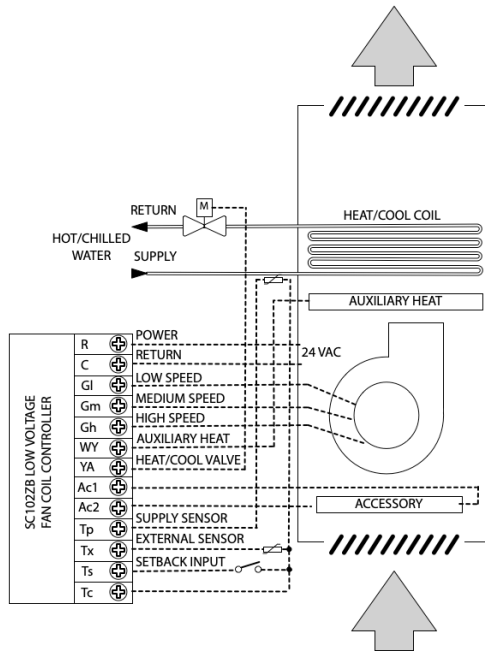 M
RETURN
HEAT/COOL COIL
HOT/CHILLED
WATER
SUPPLY
AUXILIARY HEAT
SC102ZB LOW VOLTAGE
FAN COIL CONTROLLER
R
POWER
24 VAC
C
RETURN
Gl
LOW SPEED
Gm
MEDIUM SPEED
Gh
HIGH SPEED
WY
AUXILIARY HEAT
YA
HEAT/COOL VALVE
Ac1
Ac2
ACCESSORY
Tp
SUPPLY SENSOR
Tx
EXTERNAL SENSOR
Ts
SETBACK INPUT
Tc